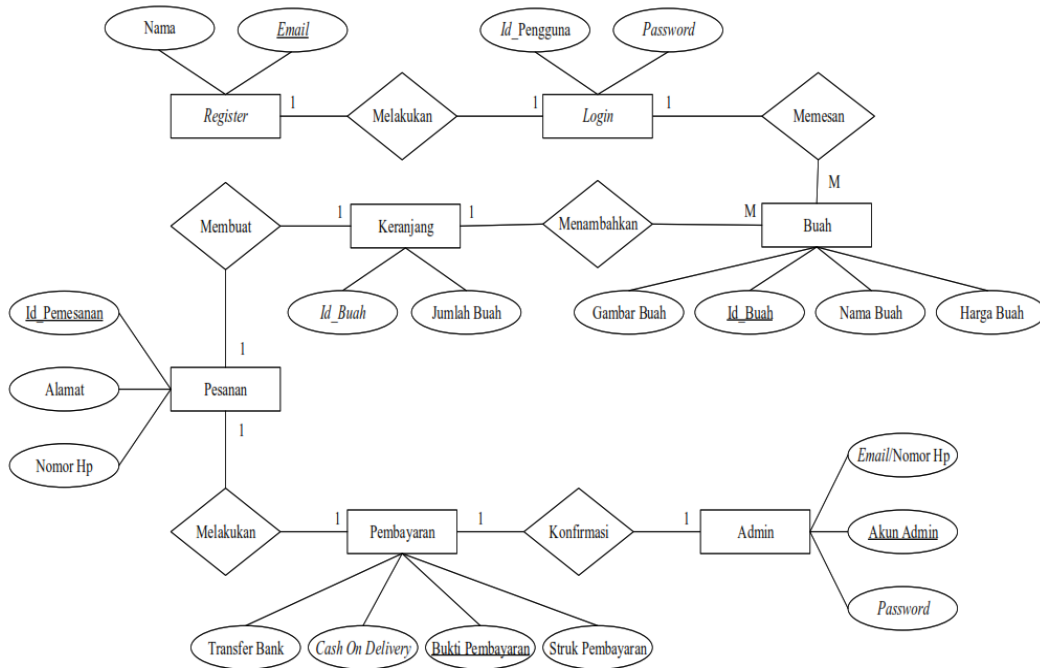 Nama
Email
Id_Pengguna
Password
Register
1
Melakukan
1
Login
1
Memesan
M
Membuat
1
Keranjang
1
Menambahkan
M
Buah
Id_Buah
Jumlah Buah
Gambar Buah
Id_Buah
Nama Buah
Harga Buah
Id_Pemesanan
1
Alamat
Pesanan
1
Nomor Hp
Email/Nomor Hp
Melakukan
1
Pembayaran
1
Konfirmasi
1
Admin
Akun Admin
Password
Transfer Bank
Cash On Delivery
Bukti Pembayaran
Struk Pembayaran